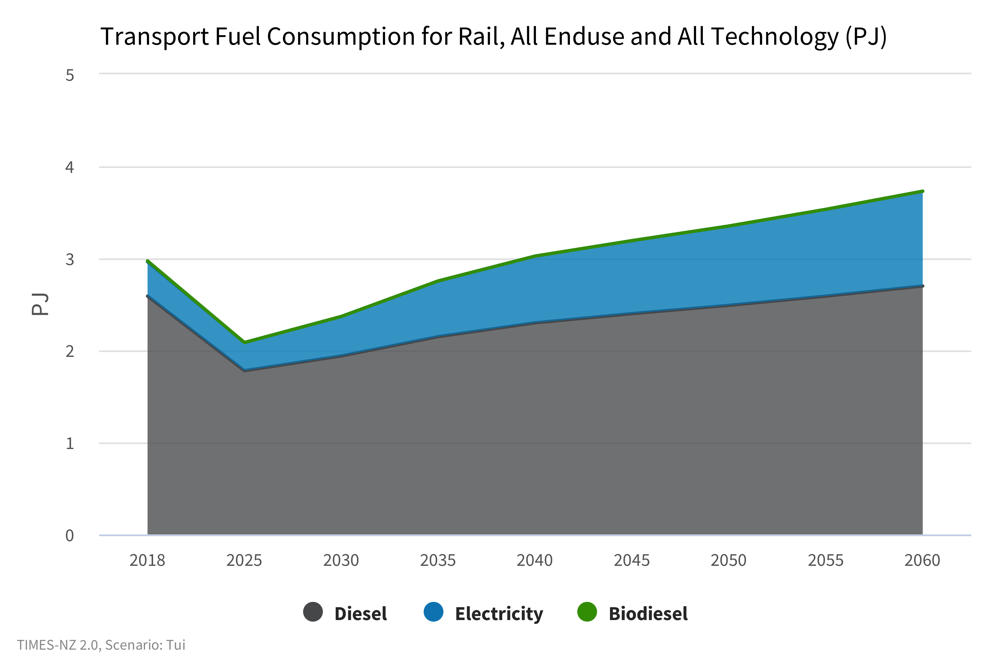 Transport Fuel Consumption for Rail, All Enduse and All Technology (PJ)
5
4
3
2
1
0
PJ
2018 2025 2030 2035 2040 2045 2050 2055 2060
Diesel Electricity Biodiesel
TIMES-NZ 2.0, Scenario: Tui